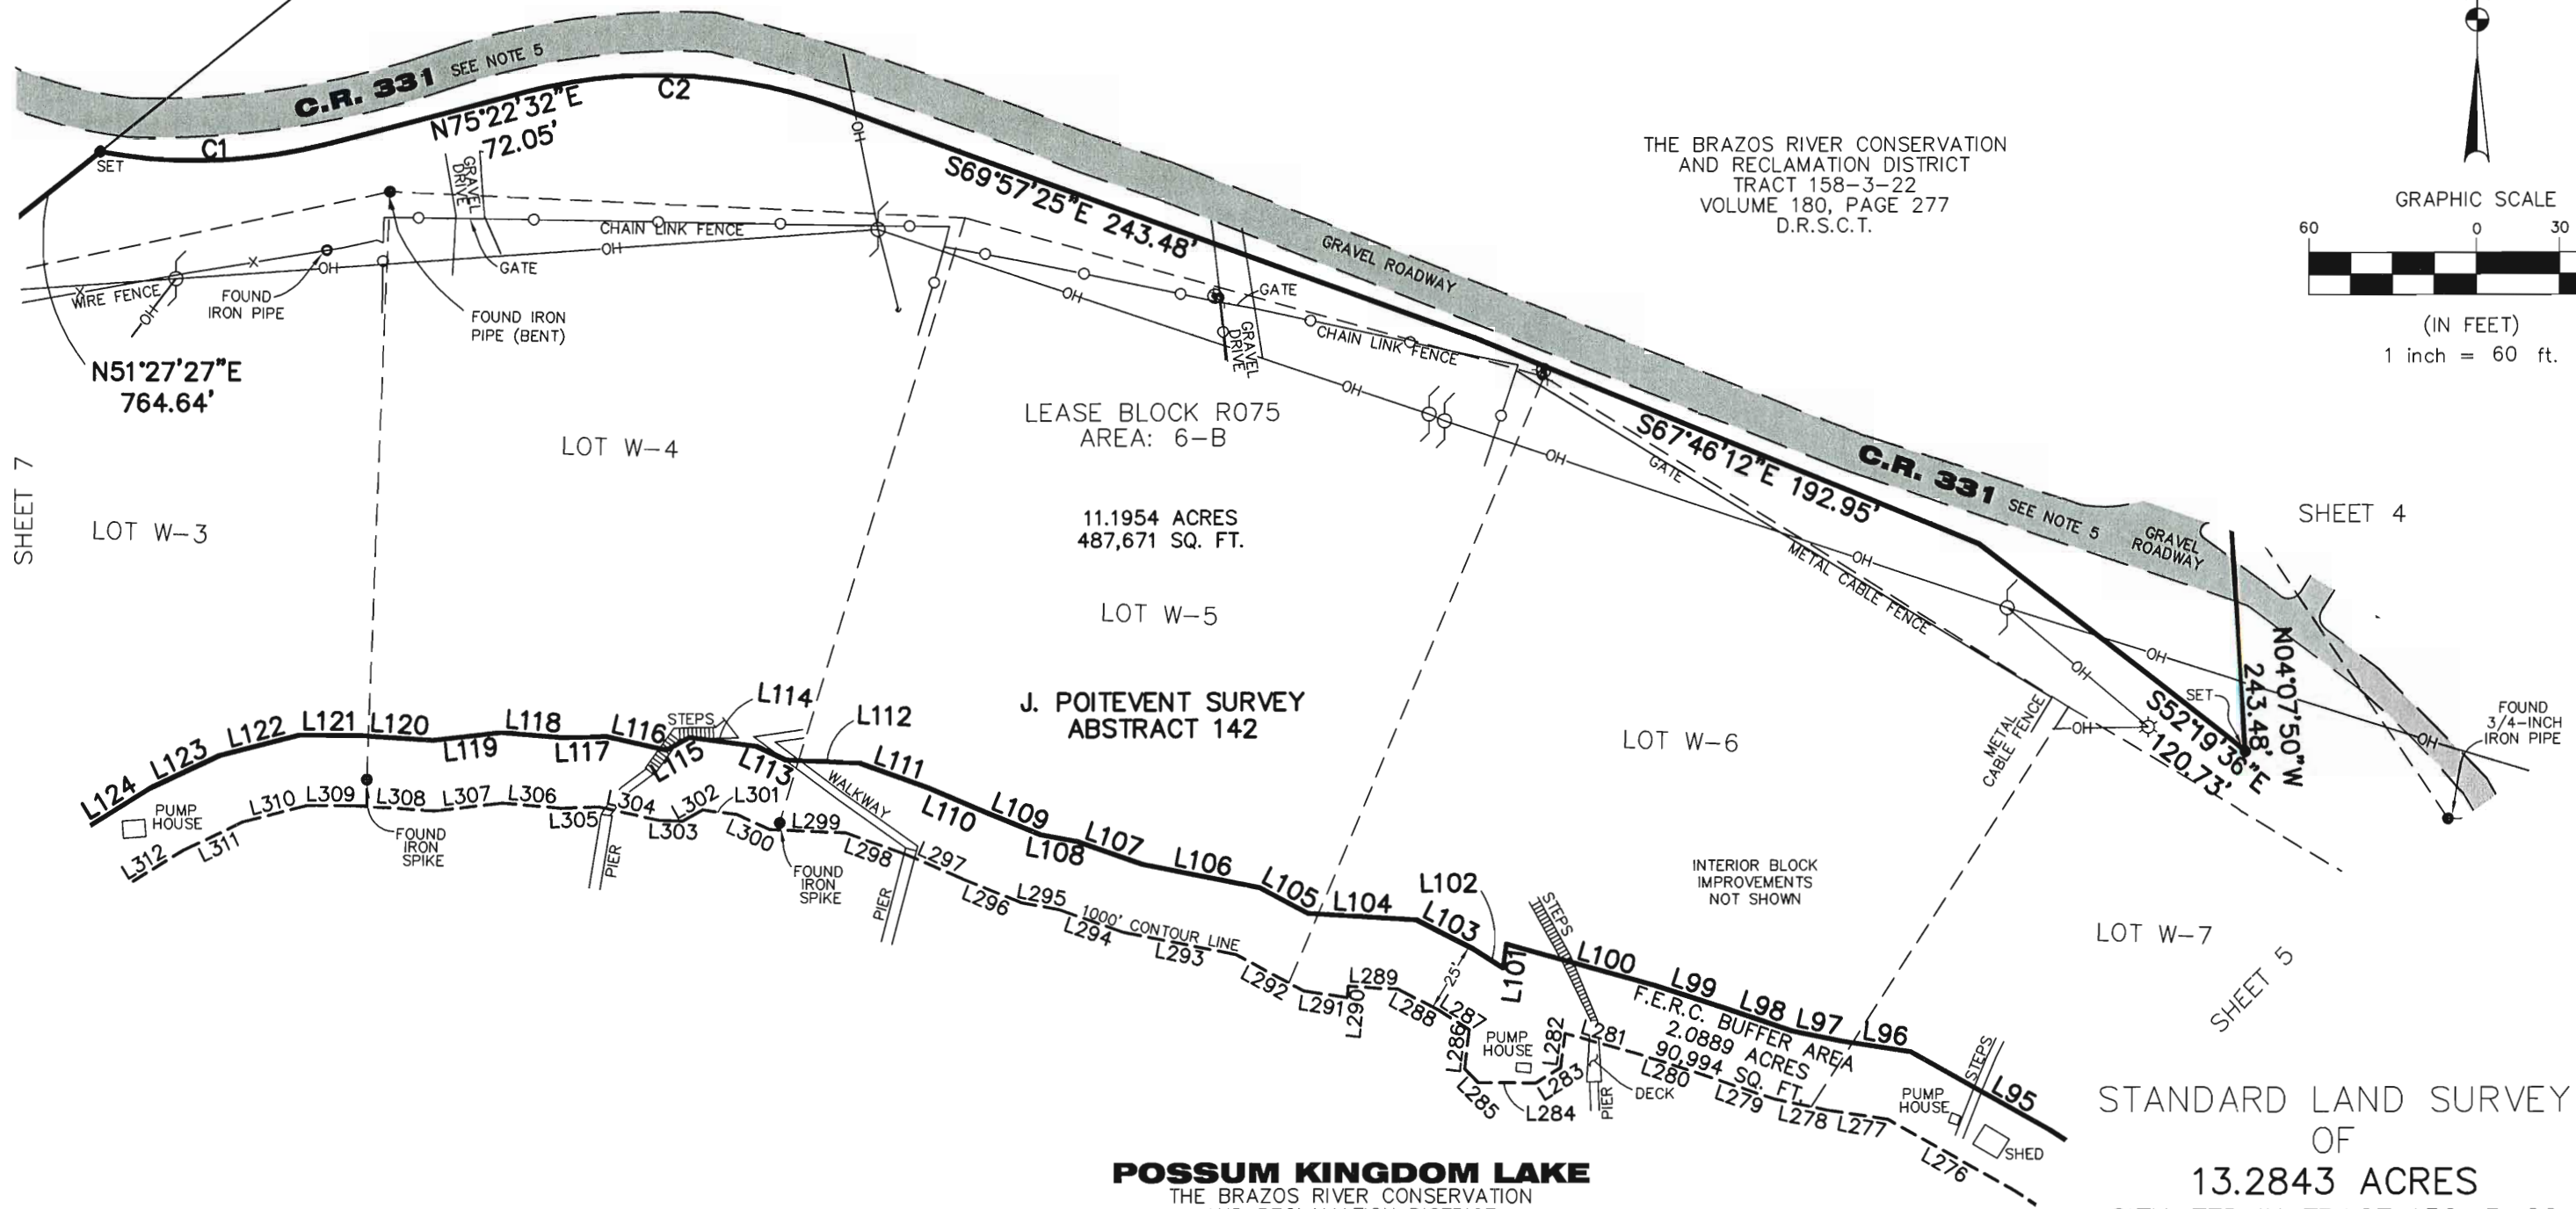 C.R. 331
SEE NOTE 5
C1
SET
N75°22'32"E
72.05'
C2
OH
GRAVEL
DRIVE
GATE
CHAIN LINK FENCE
OH
X
OH
X
WIRE FENCE
OH
FOUND
IRON PIPE
FOUND IRON
PIPE (BENT)
N51°27'27"E
764.64'
S69°57'25"E 243.48'
GRAVEL ROADWAY
GATE
OH
GRAVEL
DRIVE
CHAIN LINK FENCE
OH
THE BRAZOS RIVER CONSERVATION
AND RECLAMATION DISTRICT
TRACT 158-3-22
VOLUME 180, PAGE 277
D.R.S.C.T.
GRAPHIC SCALE
60
0
30
(IN FEET)
1 inch = 60 ft.
SHEET 7
LOT W-3
LOT W-4
LEASE BLOCK R075
AREA: 6-B
11.1954 ACRES
487,671 SQ. FT.
LOT W-5
J. POITEVENT SURVEY
ABSTRACT 142
S67°46'12"E 192.95'
GATE
OH
C.R. 331
SEE NOTE 5
GRAVEL
ROADWAY
SHEET 4
METAL CABLE FENCE
OH
OH
OH
OH
OH
METAL
CABLE FENCE
SET
S52°19'36"E
120.73'
N04°07'50"W
243.48'
FOUND
3/4-INCH
IRON PIPE
LOT W-6
INTERIOR BLOCK
IMPROVEMENTS
NOT SHOWN
LOT W-7
SHEET 5
L124
L123
L122
L121
L120
L119
L118
L117
L116
STEPS
L115
L114
L113
L112
L111
L110
L109
L108
L107
L106
L105
L104
L103
L102
L101
STEPS
L100
L99
L98
L97
L96
L95
PUMP
HOUSE
L312
L311
L310
L309
L308
L307
L306
L305
L304
L303
L302
L301
L300
L299
L298
L297
L296
L295
1000' CONTOUR LINE
L294
L293
L292
L291
L290
L289
L288
L287
L286
L285
L284
L283
L282
L281
L280
L279
L278
L277
L276
FOUND
IRON
SPIKE
PIER
FOUND
IRON
SPIKE
WALKWAY
PIER
25'
PUMP
HOUSE
DECK
PIER
F.E.R.C. BUFFER AREA
2.0889 ACRES
90,994 SQ. FT.
PUMP
HOUSE
STEPS
SHED
POSSUM KINGDOM LAKE
THE BRAZOS RIVER CONSERVATION
STANDARD LAND SURVEY
OF
13.2843 ACRES